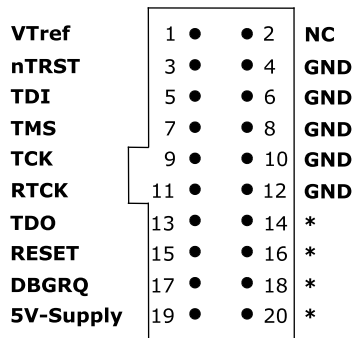 VTref 1 2 NC
nTRST 3 4 GND
TDI 5 6 GND
TMS 7 8 GND
TCK 9 10 GND
RTCK 11 12 GND
TDO 13 14 *
RESET 15 16 *
DBGRQ 17 18 *
5V-Supply 19 20 *